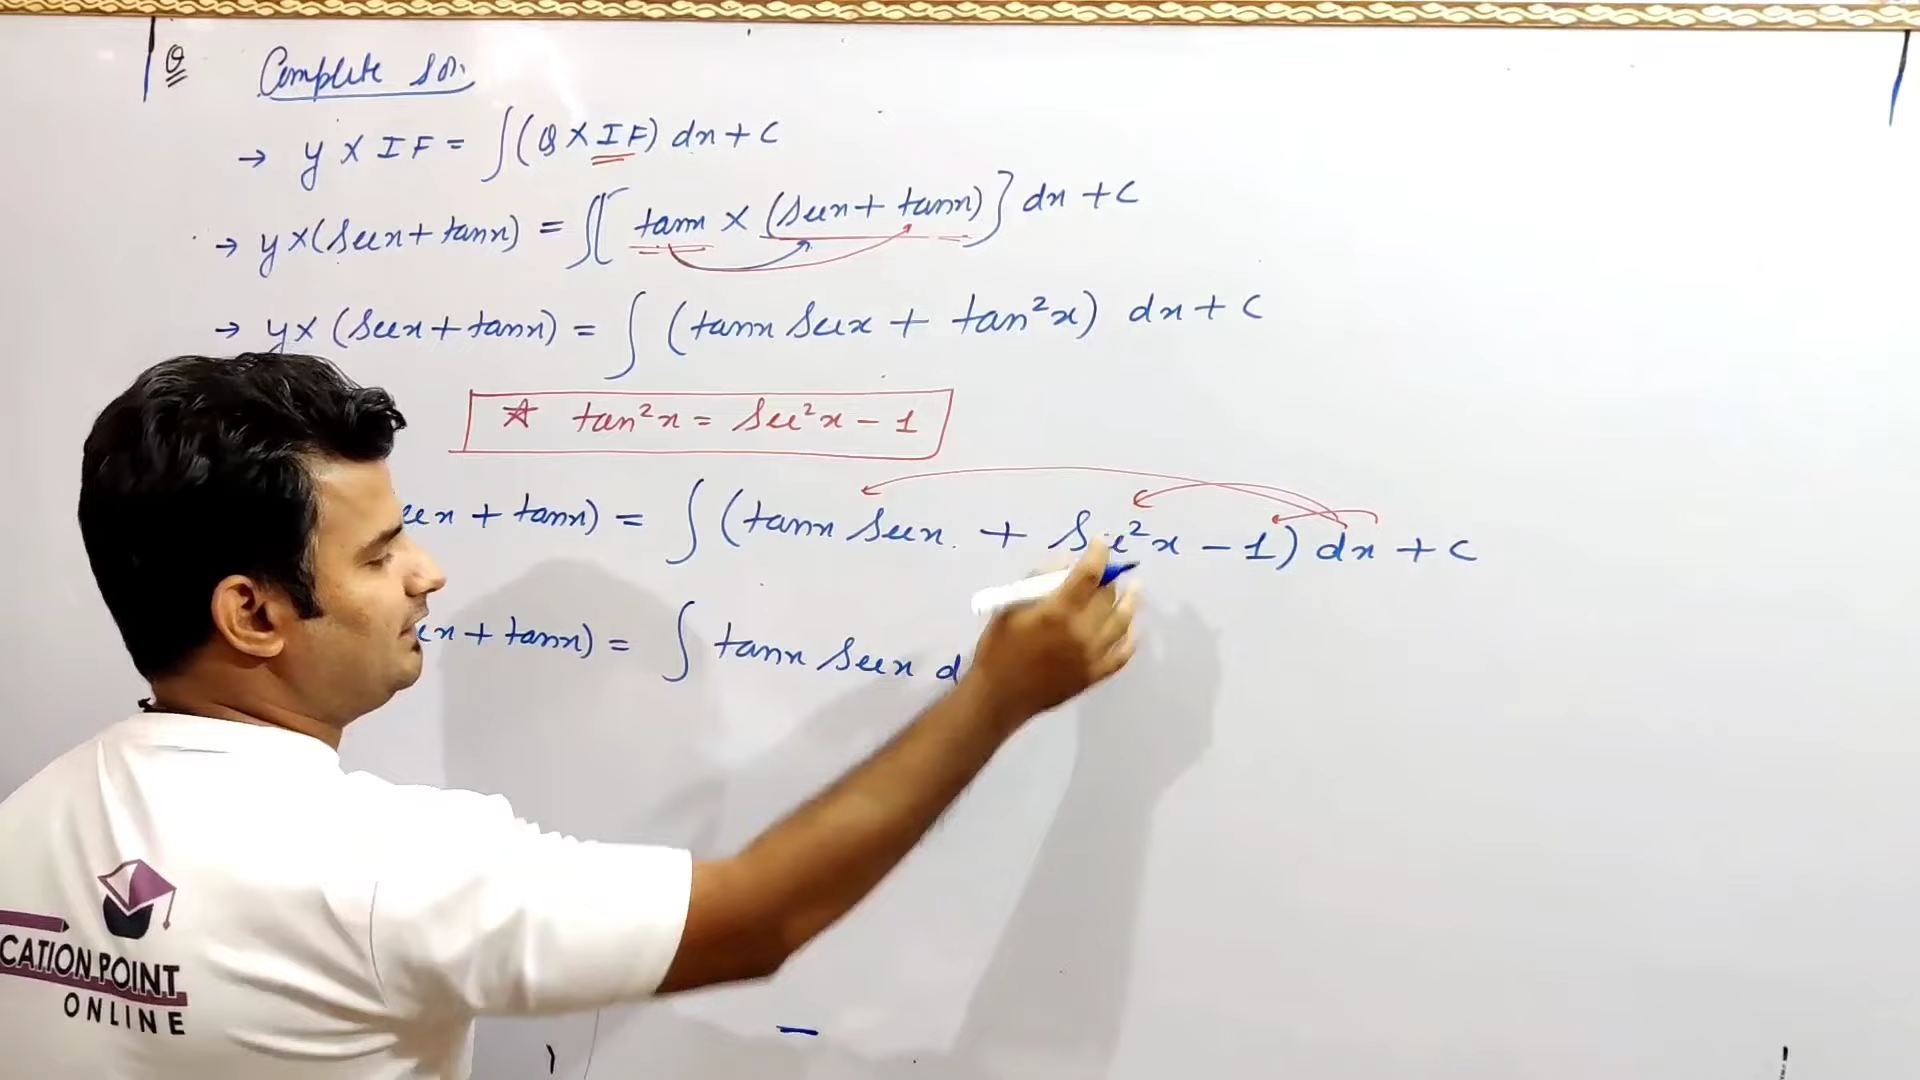 Q Complete Soln
→ y × IF = ∫(Q × IF) dx + C
→ y×(Secx + tanx) = ∫[tanx × (Secx + tanx)] dx + C
→ y× (Secx + tanx) = ∫ (tanx Secx + tan²x) dx + C
☆ tan²x = Sec²x − 1
ecx + tanx) = ∫ (tanx Secx + Sec²x − 1) dx + C
cx + tanx) = ∫ tanx Secx d
CATION POINT
ONLINE